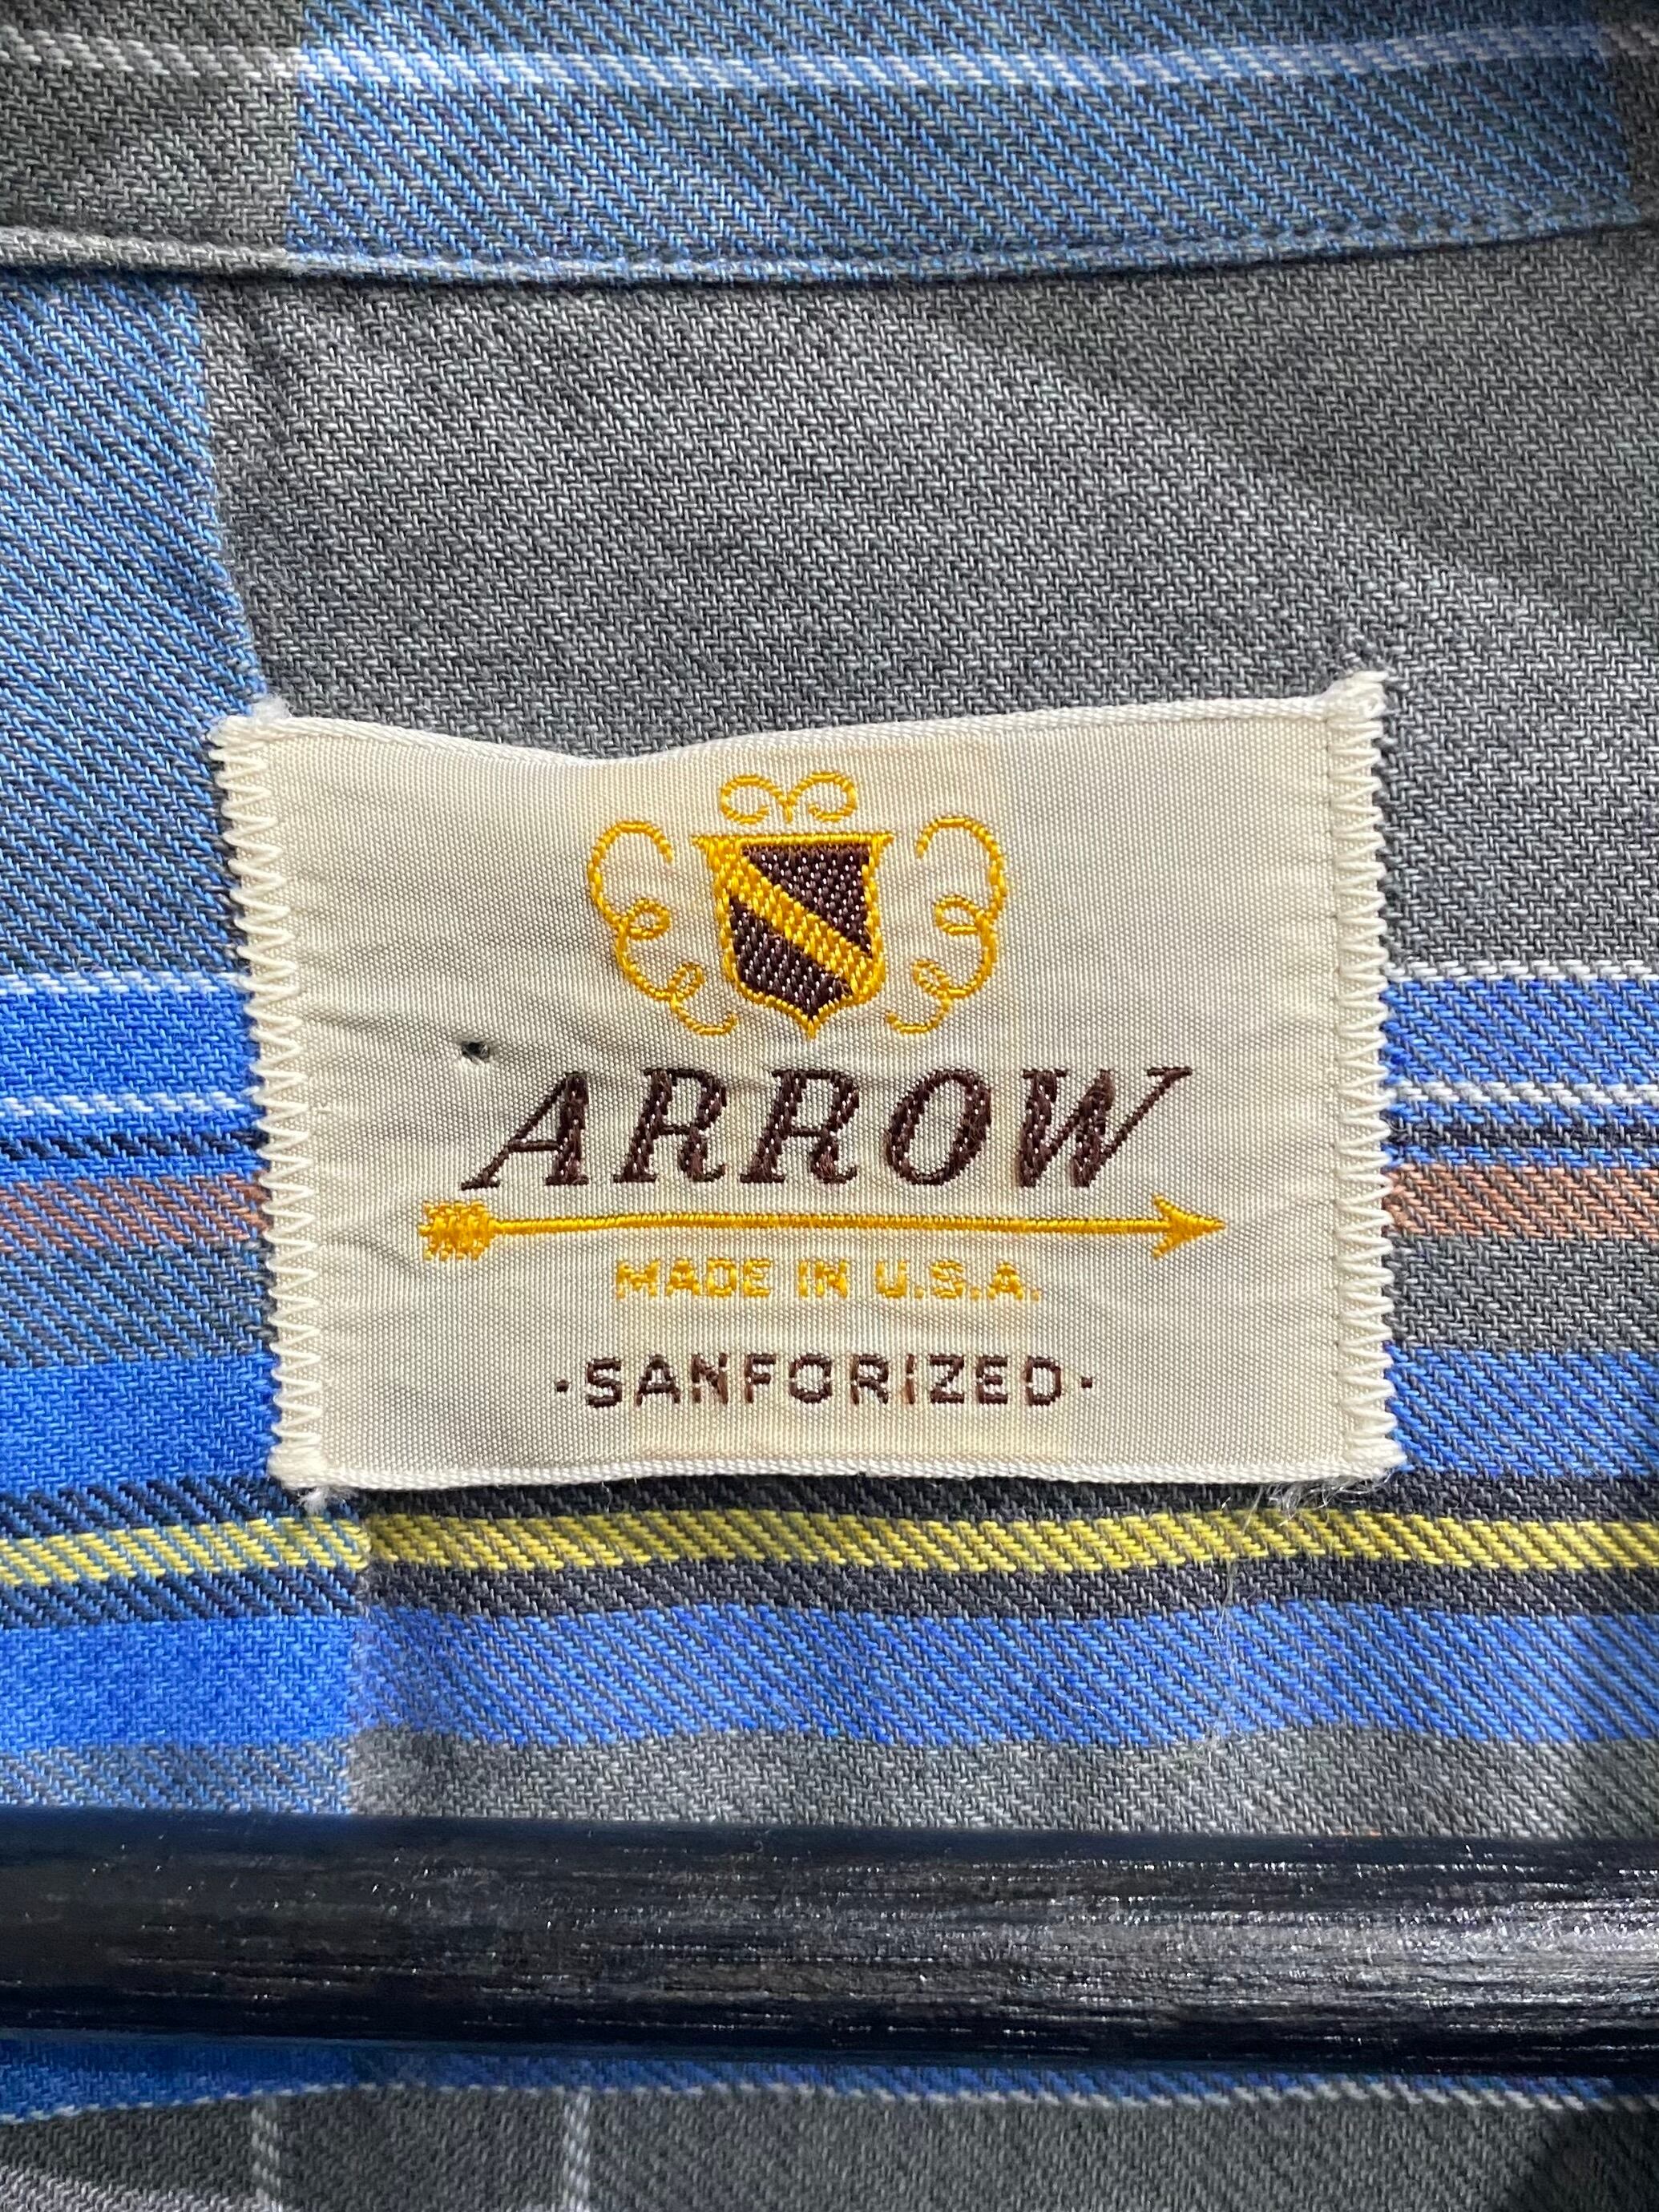 ARROW
MADE IN U.S.A.
·SANFORIZED·